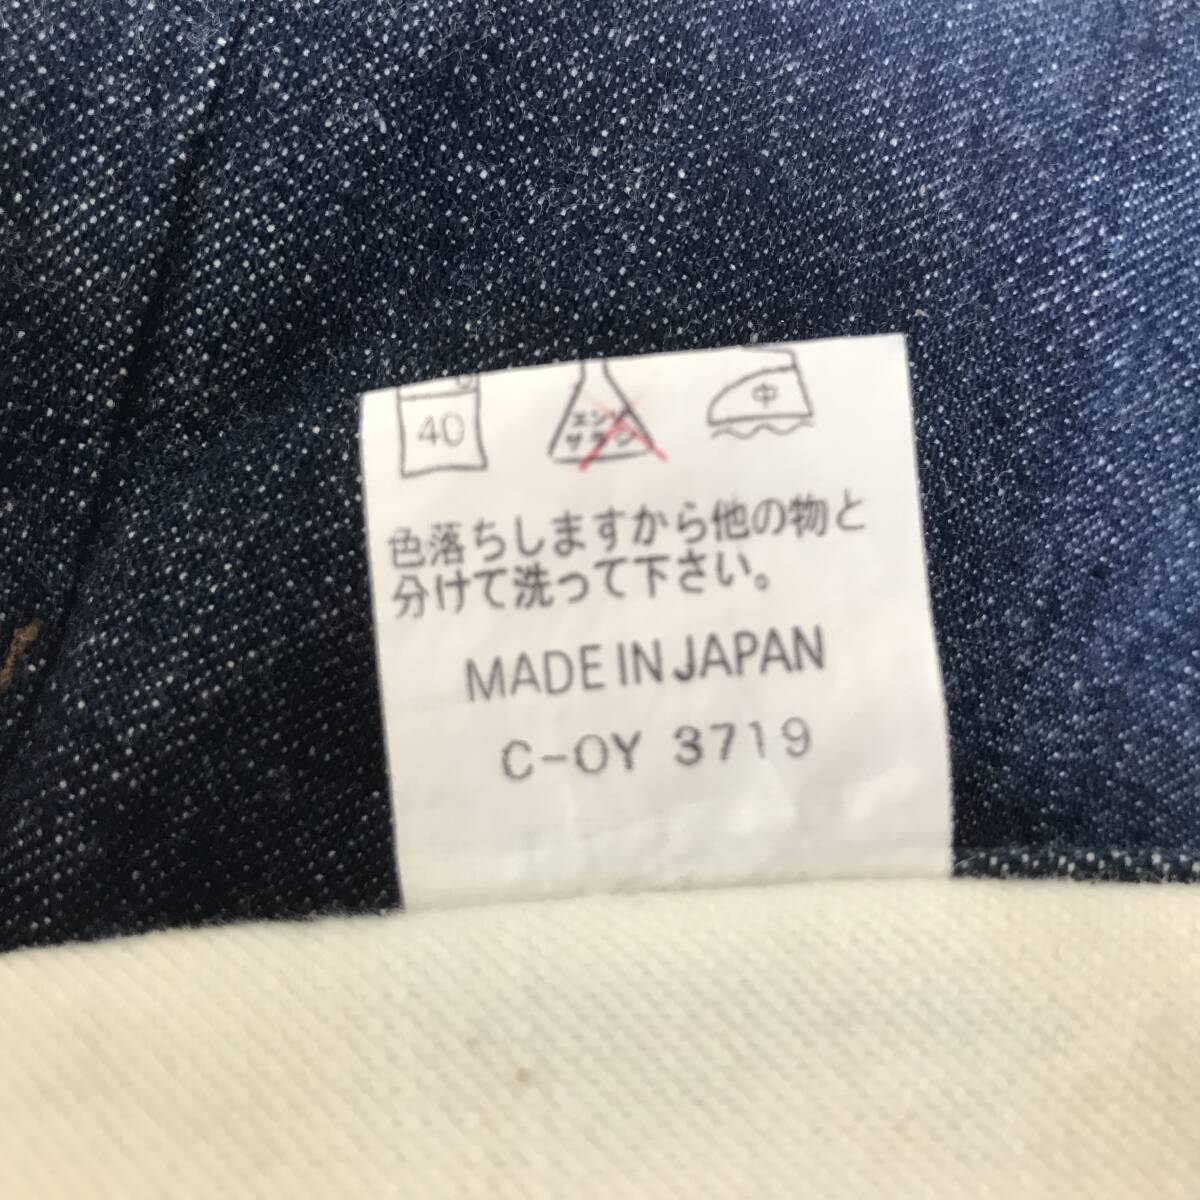 40 エンソ 中
サラシ
色落ちしますから他の物と
分けて洗って下さい。
MADE IN JAPAN
C-OY 3719